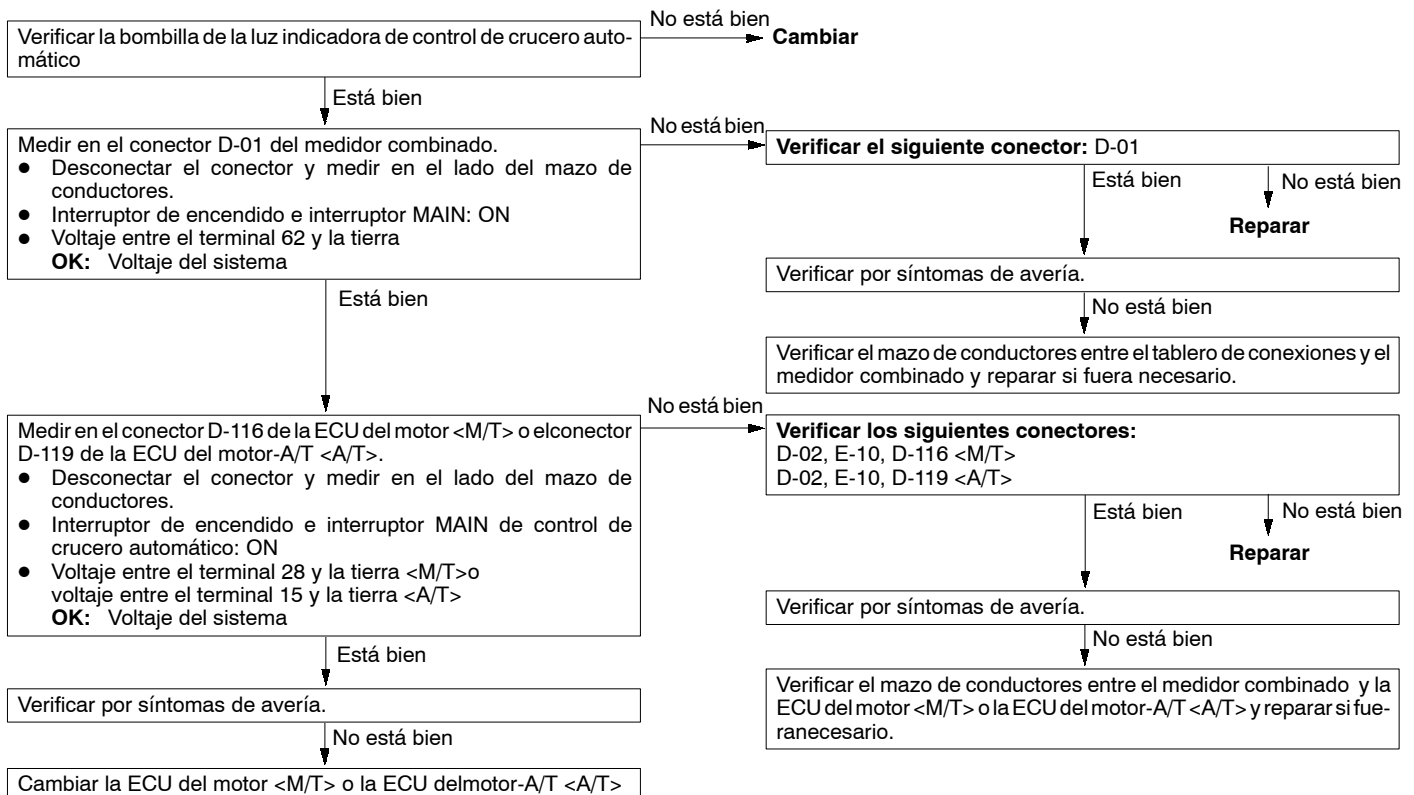 Verificar la bombilla de la luz indicadora de control de crucero auto-
mático
No está bien
Cambiar
Está bien
Medir en el conector D-01 del medidor combinado.
● Desconectar el conector y medir en el lado del mazo de
conductores.
● Interruptor de encendido e interruptor MAIN: ON
● Voltaje entre el terminal 62 y la tierra
OK: Voltaje del sistema
No está bien
Verificar el siguiente conector: D-01
Está bien
No está bien
Reparar
Verificar por síntomas de avería.
No está bien
Verificar el mazo de conductores entre el tablero de conexiones y el
medidor combinado y reparar si fuera necesario.
Está bien
Medir en el conector D-116 de la ECU del motor <M/T> o elconector
D-119 de la ECU del motor-A/T <A/T>.
● Desconectar el conector y medir en el lado del mazo de
conductores.
● Interruptor de encendido e interruptor MAIN de control de
crucero automático: ON
● Voltaje entre el terminal 28 y la tierra <M/T>o
voltaje entre el terminal 15 y la tierra <A/T>
OK: Voltaje del sistema
No está bien
Verificar los siguientes conectores:
D-02, E-10, D-116 <M/T>
D-02, E-10, D-119 <A/T>
Está bien
No está bien
Reparar
Verificar por síntomas de avería.
No está bien
Verificar el mazo de conductores entre el medidor combinado y la
ECU del motor <M/T> o la ECU del motor-A/T <A/T> y reparar si fue-
ranecesario.
Está bien
Verificar por síntomas de avería.
No está bien
Cambiar la ECU del motor <M/T> o la ECU delmotor-A/T <A/T>